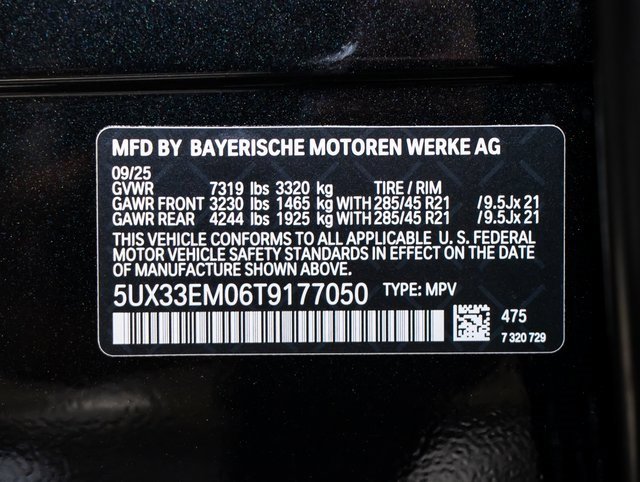 MFD BY BAYERISCHE MOTOREN WERKE AG
09/25
GVWR 7319 lbs 3320 kg TIRE / RIM
GAWR FRONT 3230 lbs 1465 kg WITH 285/45 R21 / 9.5Jx 21
GAWR REAR 4244 lbs 1925 kg WITH 285/45 R21 / 9.5Jx 21
THIS VEHICLE CONFORMS TO ALL APPLICABLE U. S. FEDERAL
MOTOR VEHICLE SAFETY STANDARDS IN EFFECT ON THE DATE
OF MANUFACTURE SHOWN ABOVE.
5UX33EM06T9177050 TYPE: MPV
475
7 320 729